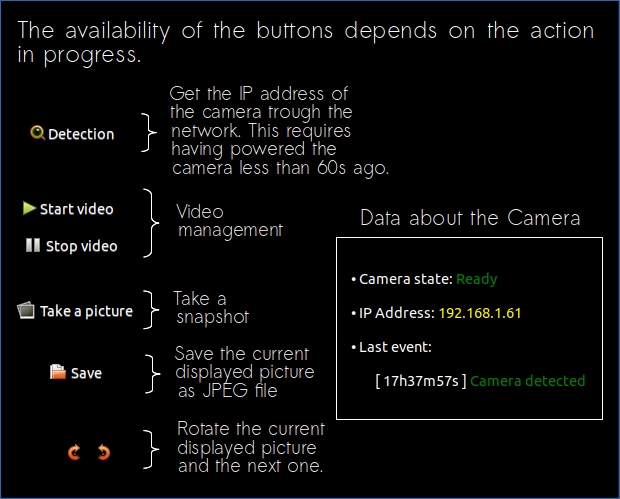 The availability of the buttons depends on the action
in progress.
Detection
Get the IP address of
the camera trough the
network. This requires
having powered the
camera less than 60s ago.
Start video
Stop video
Video
management
Take a picture
Take a
snapshot
Save
Save the current
displayed picture
as JPEG file
Rotate the current
displayed picture
and the next one.
Data about the Camera
• Camera state: Ready
• IP Address: 192.168.1.61
• Last event:
[ 17h37m57s ] Camera detected